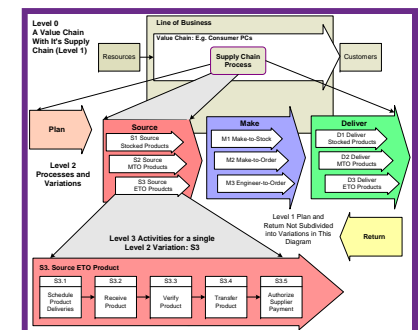 Level 0
A Value Chain
With It's Supply
Chain (Level 1)
Line of Business
Value Chain: E.g. Consumer PCs
Resources
Supply Chain
Process
Customers
Plan
Source
S1 Source
Stocked Products
S2 Source
MTO Products
S3 Source
ETO Proudcts
Make
M1 Make-to-Stock
M2 Make-to-Order
M3 Engineer-to-Order
Deliver
D1 Deliver
Stocked Products
D2 Deliver
MTO Products
D3 Deliver
ETO Products
Level 2
Processes and
Variations
Level 1 Plan and
Return Not Subdivided
into Variations in This
Diagram
Return
Level 3 Activities for a single
Level 2 Variation: S3
S3. Source ETO Product
S3.1
Schedule
Product
Deliveries
S3.2
Receive
Product
S3.3
Verify
Product
S3.4
Transfer
Product
S3.5
Authorize
Supplier
Payment